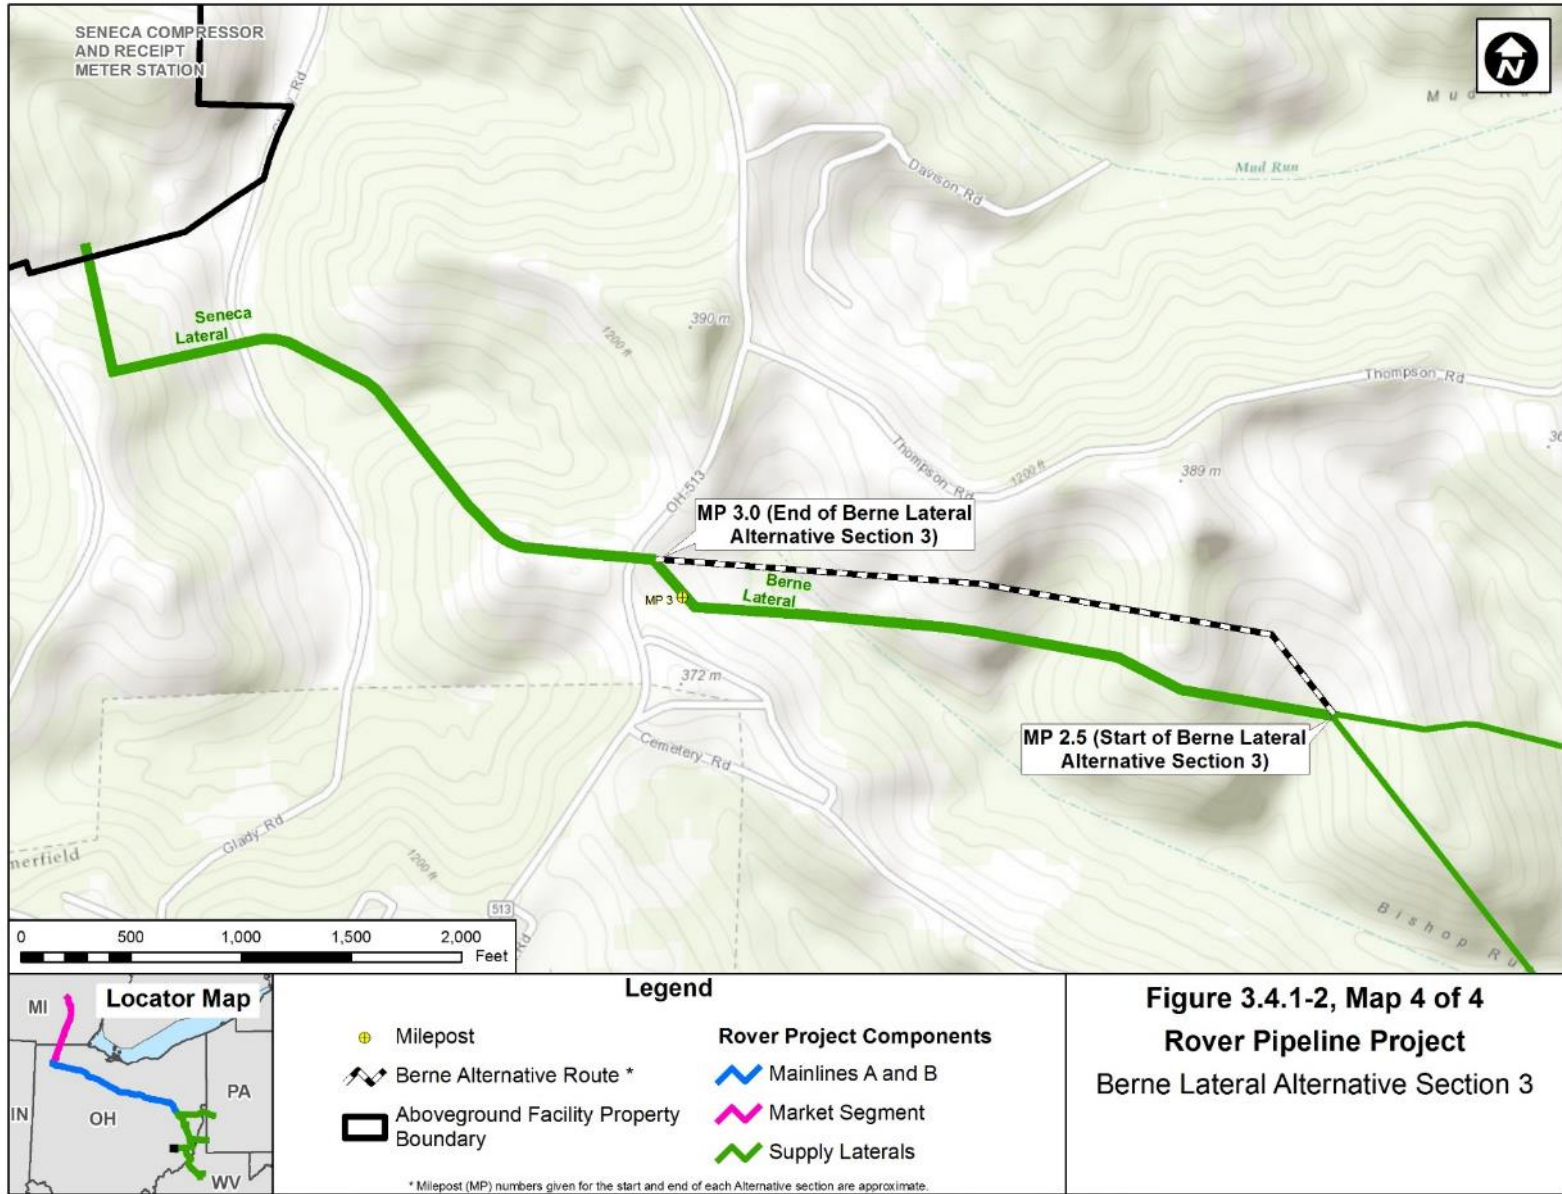 SENECA COMPRESSOR
AND RECEIPT
METER STATION
Rd
N
Mud
Mud Run
Davison Rd
Seneca
Lateral
390 m
1200 ft
Thompson Rd
OH-513
Thompson Rd
1200 ft
389 m
MP 3.0 (End of Berne Lateral
Alternative Section 3)
Berne
Lateral
MP 3
372 m
MP 2.5 (Start of Berne Lateral
Alternative Section 3)
Cemetery Rd
Glady Rd
nerfield
1200 ft
513
Rd
Bishop Ru
0 500 1,000 1,500 2,000
Feet
Locator Map
MI
IN
OH
PA
WV
Legend
Milepost
Berne Alternative Route *
Aboveground Facility Property
Boundary
Rover Project Components
Mainlines A and B
Market Segment
Supply Laterals
* Milepost (MP) numbers given for the start and end of each Alternative section are approximate.
Figure 3.4.1-2, Map 4 of 4
Rover Pipeline Project
Berne Lateral Alternative Section 3